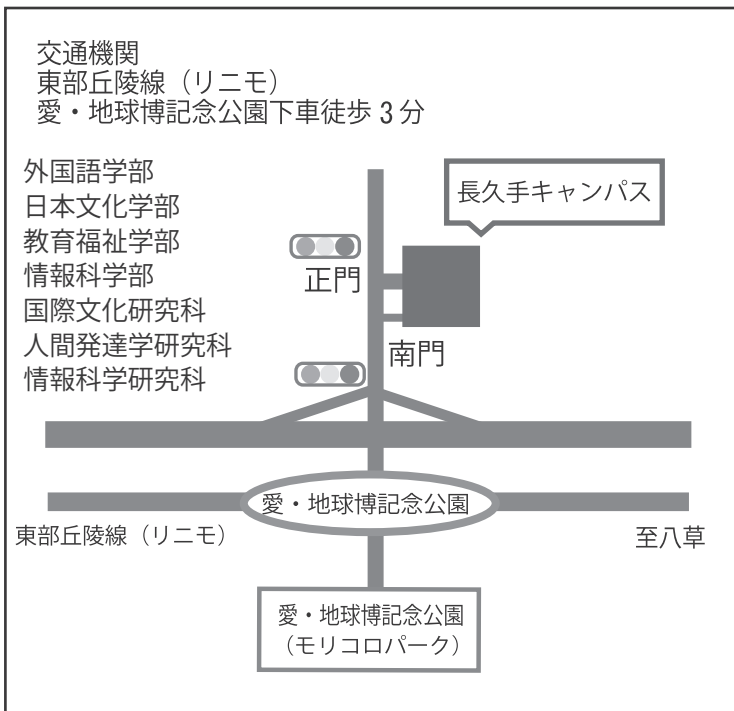 交通機関
東部丘陵線（リニモ）
愛・地球博記念公園下車徒歩 3 分
外国語学部
日本文化学部
教育福祉学部
情報科学部
国際文化研究科
人間発達学研究科
情報科学研究科
長久手キャンパス
正門
南門
愛・地球博記念公園
東部丘陵線（リニモ）
至八草
愛・地球博記念公園
（モリコロパーク）